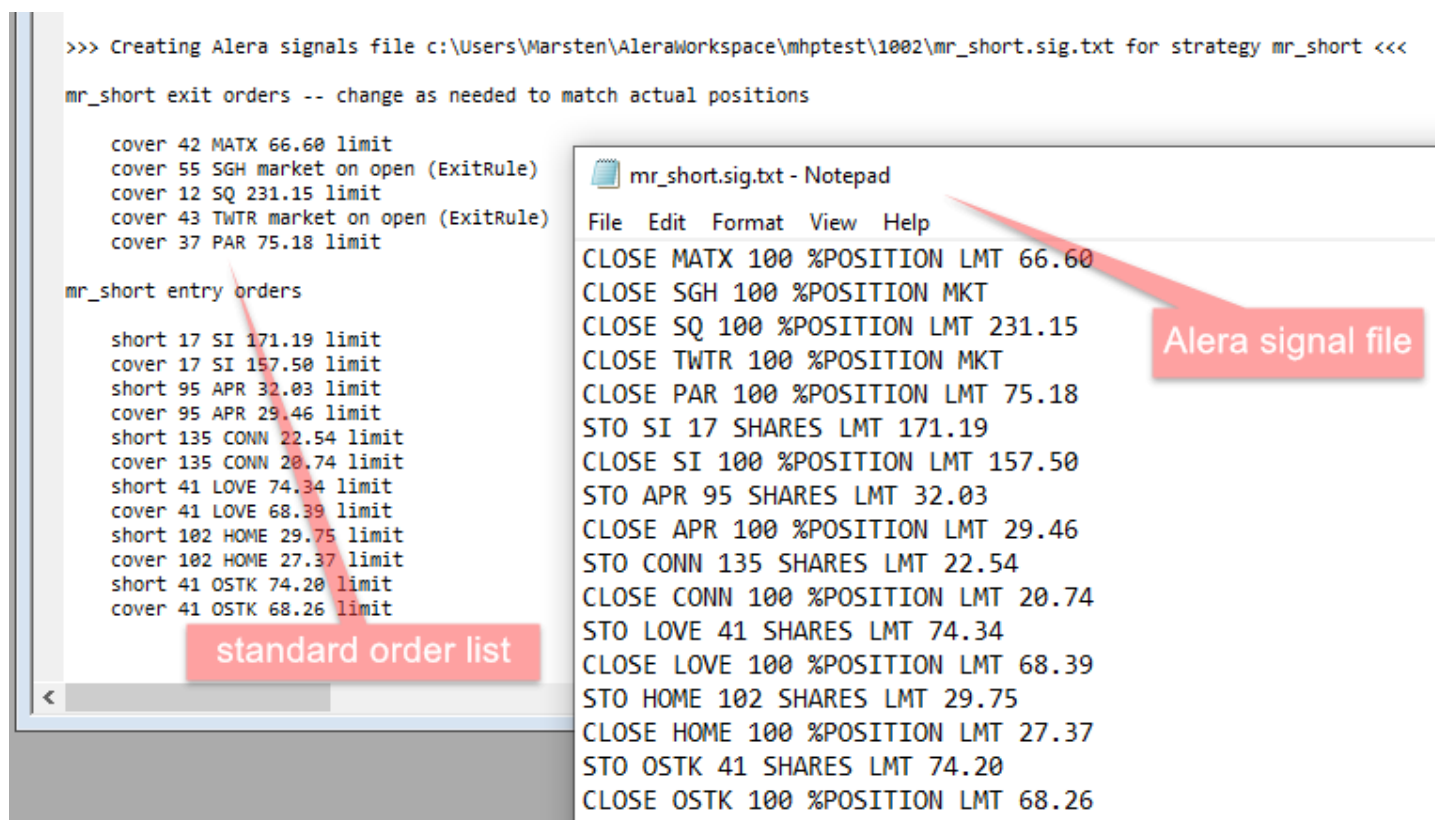 >>> Creating Alera signals file c:\Users\Marsten\AleraWorkspace\mhptest\1002\mr_short.sig.txt for strategy mr_short <<<
mr_short exit orders -- change as needed to match actual positions
cover 42 MATX 66.60 limit
cover 55 SGH market on open (ExitRule)
cover 12 SQ 231.15 limit
cover 43 TWTR market on open (ExitRule)
cover 37 PAR 75.18 limit
mr_short entry orders
short 17 SI 171.19 limit
cover 17 SI 157.50 limit
short 95 APR 32.03 limit
cover 95 APR 29.46 limit
short 135 CONN 22.54 limit
cover 135 CONN 20.74 limit
short 41 LOVE 74.34 limit
cover 41 LOVE 68.39 limit
short 102 HOME 29.75 limit
cover 102 HOME 27.37 limit
short 41 OSTK 74.20 limit
cover 41 OSTK 68.26 limit
standard order list
mr_short.sig.txt - Notepad
File Edit Format View Help
CLOSE MATX 100 %POSITION LMT 66.60
CLOSE SGH 100 %POSITION MKT
CLOSE SQ 100 %POSITION LMT 231.15
CLOSE TWTR 100 %POSITION MKT
CLOSE PAR 100 %POSITION LMT 75.18
STO SI 17 SHARES LMT 171.19
CLOSE SI 100 %POSITION LMT 157.50
STO APR 95 SHARES LMT 32.03
CLOSE APR 100 %POSITION LMT 29.46
STO CONN 135 SHARES LMT 22.54
CLOSE CONN 100 %POSITION LMT 20.74
STO LOVE 41 SHARES LMT 74.34
CLOSE LOVE 100 %POSITION LMT 68.39
STO HOME 102 SHARES LMT 29.75
CLOSE HOME 100 %POSITION LMT 27.37
STO OSTK 41 SHARES LMT 74.20
CLOSE OSTK 100 %POSITION LMT 68.26
Alera signal file